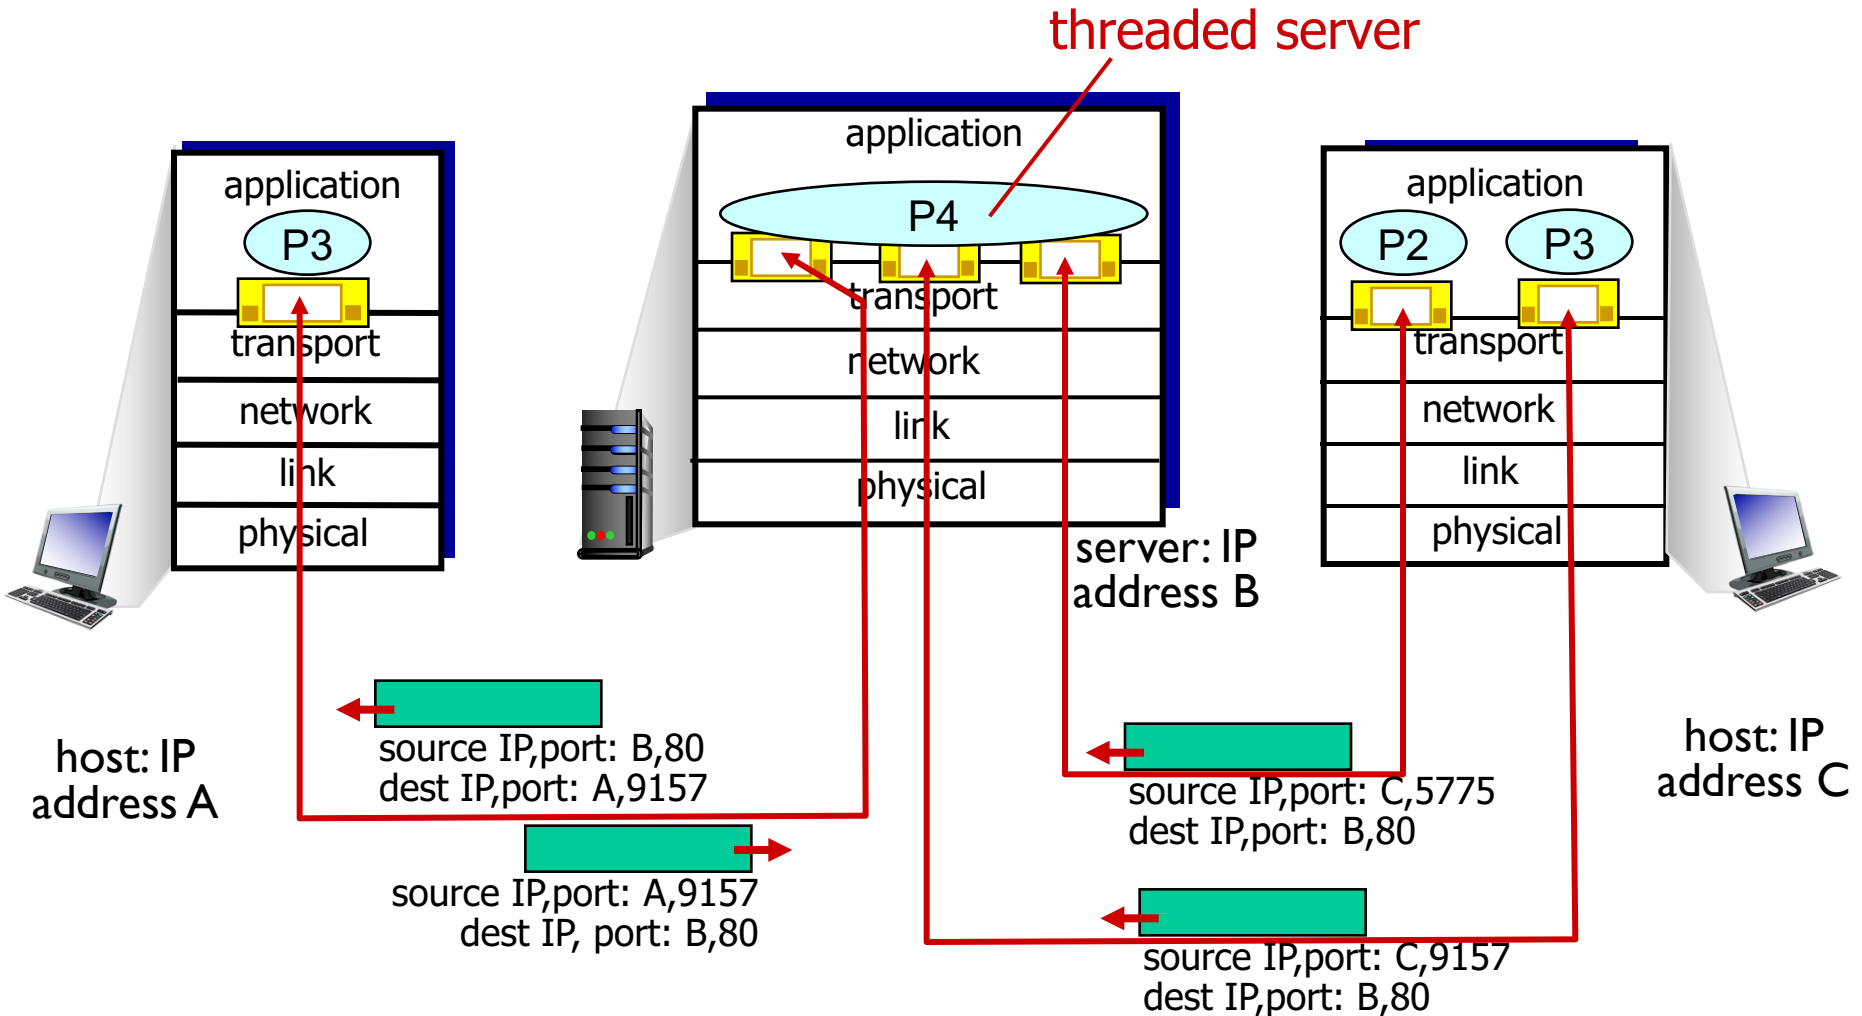 threaded server
application
P3
transport
network
link
physical
host: IP
address A
application
P4
transport
network
link
physical
server: IP
address B
application
P2
P3
transport
network
link
physical
host: IP
address C
source IP,port: B,80
dest IP,port: A,9157
source IP,port: A,9157
dest IP, port: B,80
source IP,port: C,5775
dest IP,port: B,80
source IP,port: C,9157
dest IP,port: B,80